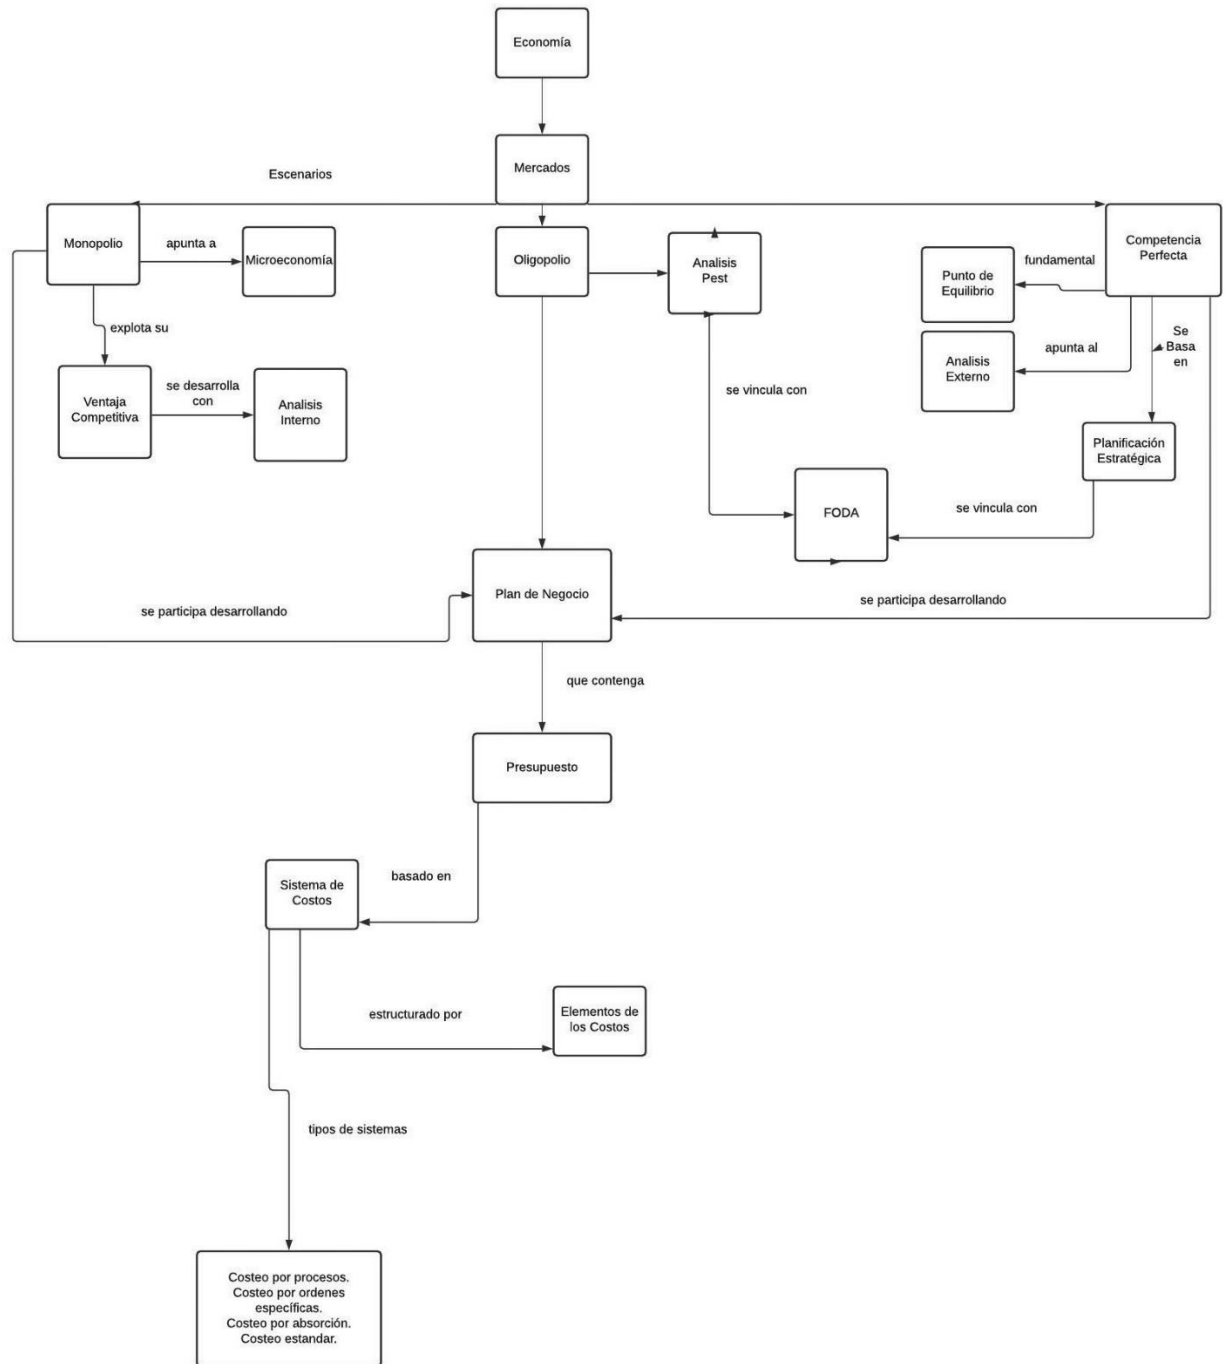 Economía
Mercados
Escenarios
Monopolio
apunta a
Microeconomía
Oligopolio
Analisis
Pest
Competencia
Perfecta
fundamental
Punto de
Equilibrio
explota su
Se
Basa
en
apunta al
Analisis
Externo
Ventaja
Competitiva
se desarrolla
con
Analisis
Interno
se vincula con
Planificación
Estratégica
FODA
se vincula con
Plan de Negocio
se participa desarrollando
se participa desarrollando
que contenga
Presupuesto
basado en
Sistema de
Costos
estructurado por
Elementos de
los Costos
tipos de sistemas
Costeo por procesos.
Costeo por ordenes
específicas.
Costeo por absorción.
Costeo estandar.